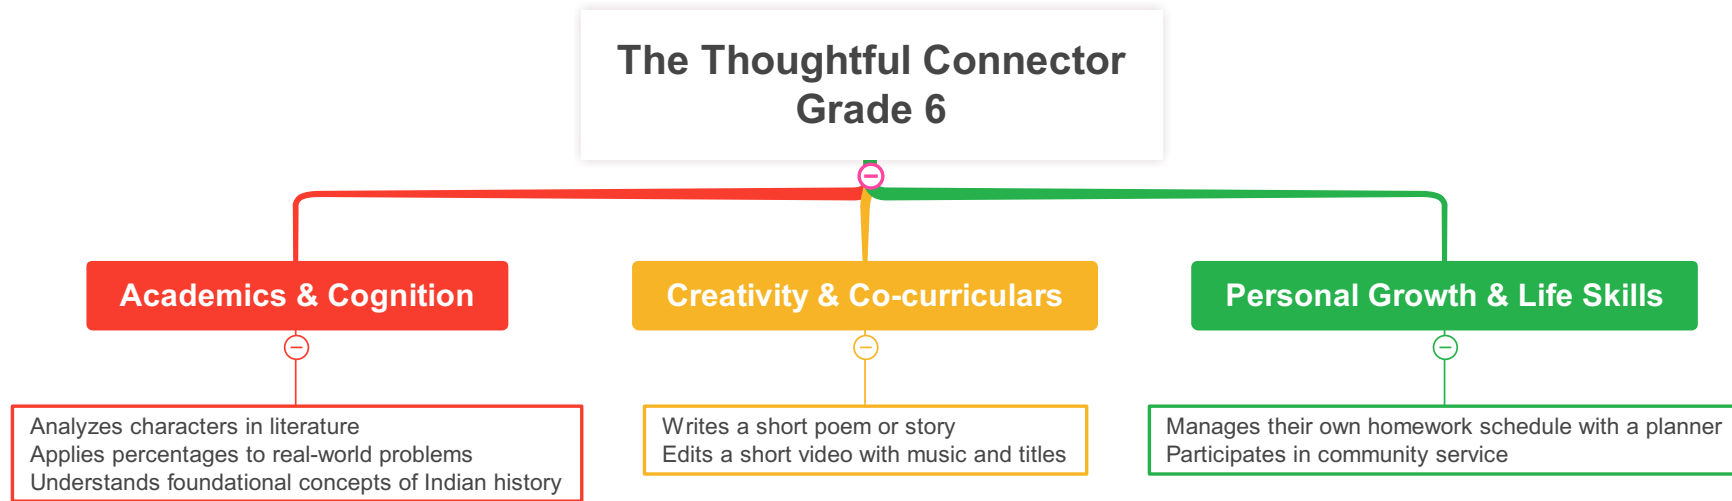 The Thoughtful Connector
Grade 6
Academics & Cognition
Creativity & Co-curriculars
Personal Growth & Life Skills
Analyzes characters in literature
Applies percentages to real-world problems
Understands foundational concepts of Indian history
Writes a short poem or story
Edits a short video with music and titles
Manages their own homework schedule with a planner
Participates in community service